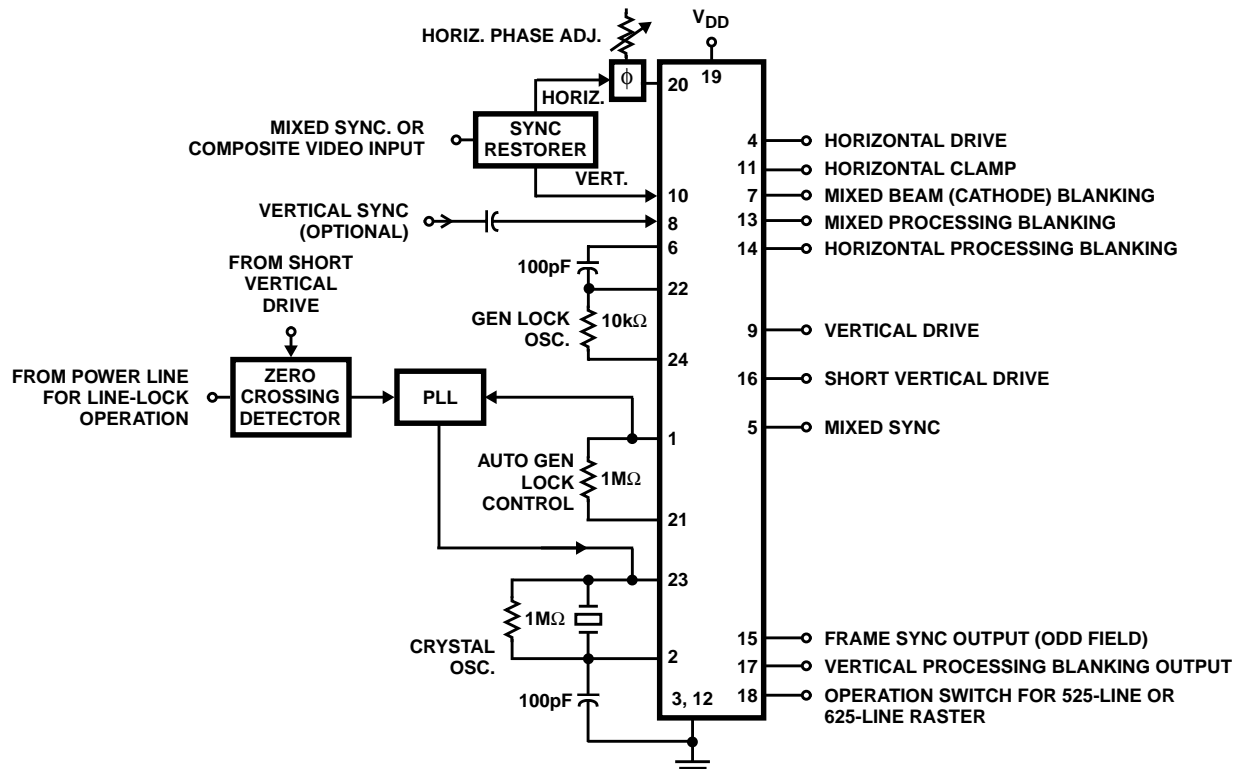 HORIZ. PHASE ADJ.
VDD
ϕ
20
19
HORIZ.
MIXED SYNC. OR
COMPOSITE VIDEO INPUT
SYNC
RESTORER
VERT.
10
VERTICAL SYNC
(OPTIONAL)
8
6
100pF
22
GEN LOCK
OSC.
10kΩ
24
FROM SHORT
VERTICAL
DRIVE
FROM POWER LINE
FOR LINE-LOCK
OPERATION
ZERO
CROSSING
DETECTOR
PLL
1
AUTO GEN
LOCK
CONTROL
1MΩ
21
23
1MΩ
CRYSTAL
OSC.
2
100pF
3, 12
4 HORIZONTAL DRIVE
11 HORIZONTAL CLAMP
7 MIXED BEAM (CATHODE) BLANKING
13 MIXED PROCESSING BLANKING
14 HORIZONTAL PROCESSING BLANKING
9 VERTICAL DRIVE
16 SHORT VERTICAL DRIVE
5 MIXED SYNC
15 FRAME SYNC OUTPUT (ODD FIELD)
17 VERTICAL PROCESSING BLANKING OUTPUT
18 OPERATION SWITCH FOR 525-LINE OR
625-LINE RASTER